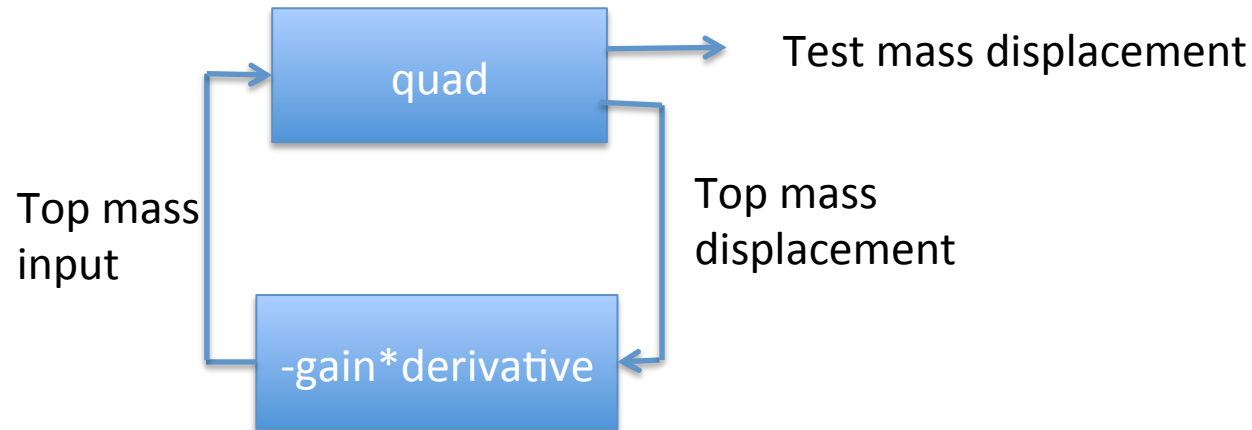 quad
Test mass displacement
Top mass
input
Top mass
displacement
-gain*derivative